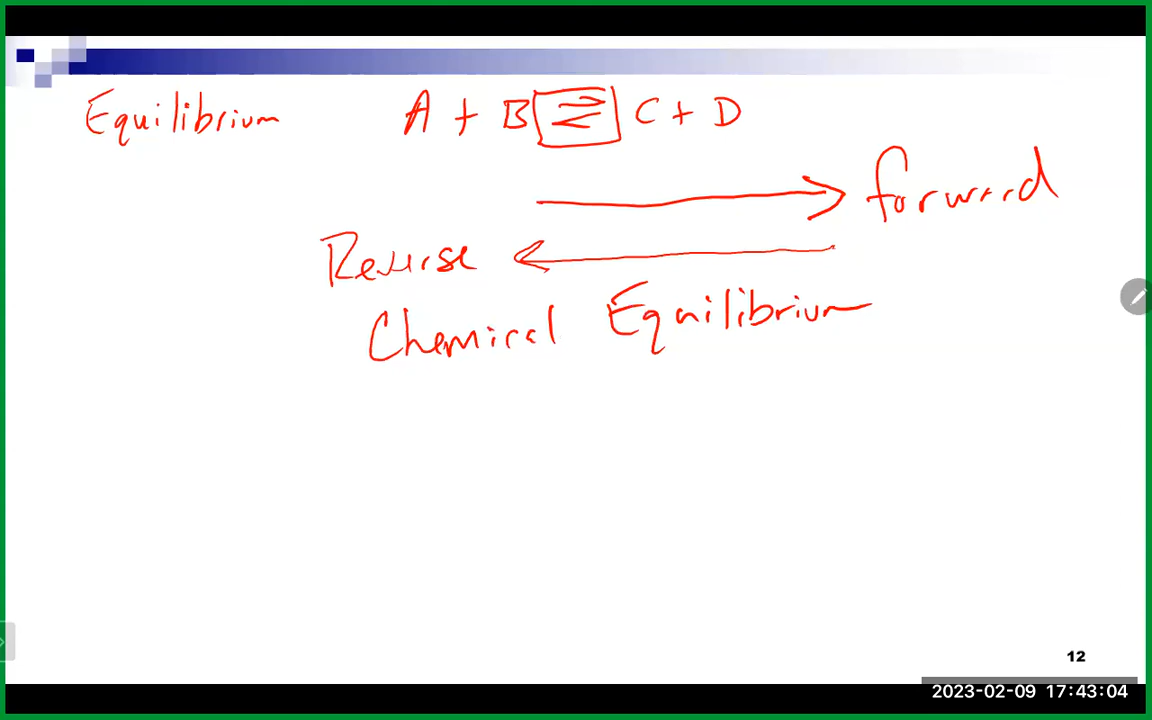 Equilibrium A + B ⇌ C + D
forward
Reverse
Chemical Equilibrium
12
2023-02-09 17:43:04